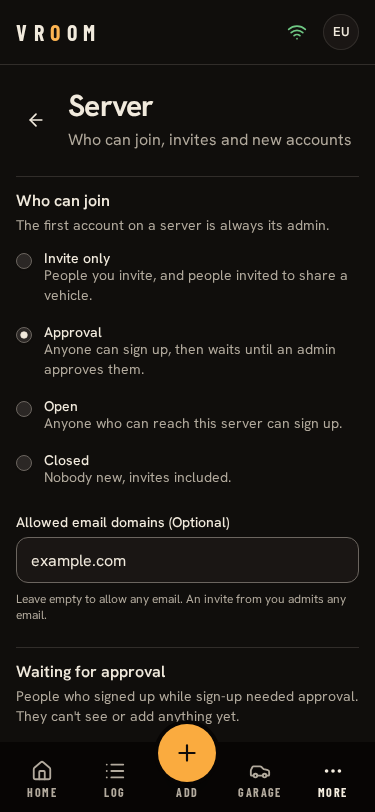 VROOM
EU
Server
Who can join, invites and new accounts
Who can join
The first account on a server is always its admin.
Invite only
People you invite, and people invited to share a
vehicle.
Approval
Anyone can sign up, then waits until an admin
approves them.
Open
Anyone who can reach this server can sign up.
Closed
Nobody new, invites included.
Allowed email domains (Optional)
example.com
Leave empty to allow any email. An invite from you admits any
email.
Waiting for approval
People who signed up while sign-up needed approval.
They can't see or add anything yet.
HOME
LOG
ADD
GARAGE
MORE